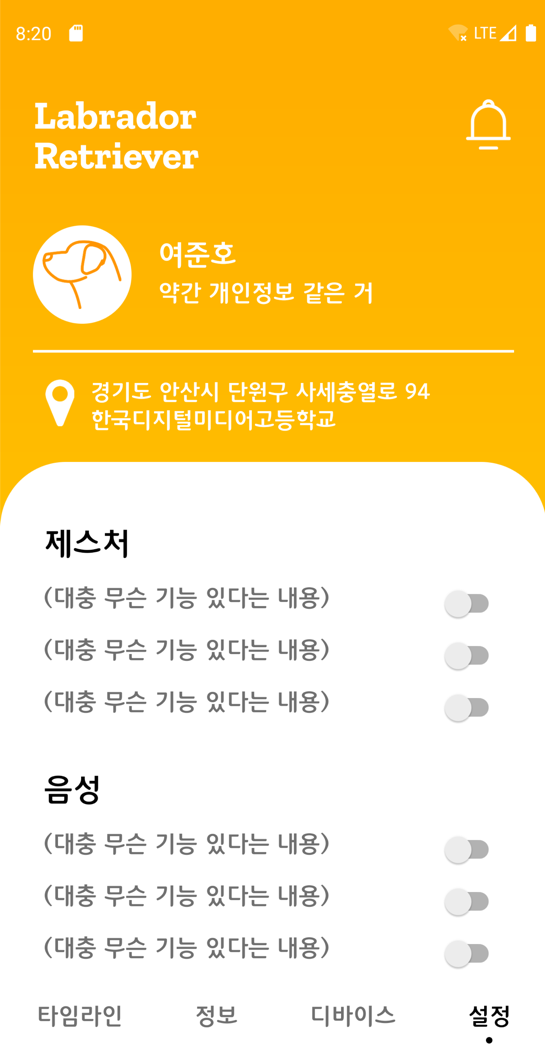 8:20
LTE
Labrador
Retriever
여준호
약간 개인정보 같은 거
경기도 안산시 단원구 사세충열로 94
한국디지털미디어고등학교
제스처
(대충 무슨 기능 있다는 내용)
(대충 무슨 기능 있다는 내용)
(대충 무슨 기능 있다는 내용)
음성
(대충 무슨 기능 있다는 내용)
(대충 무슨 기능 있다는 내용)
(대충 무슨 기능 있다는 내용)
타임라인 정보 디바이스 설정